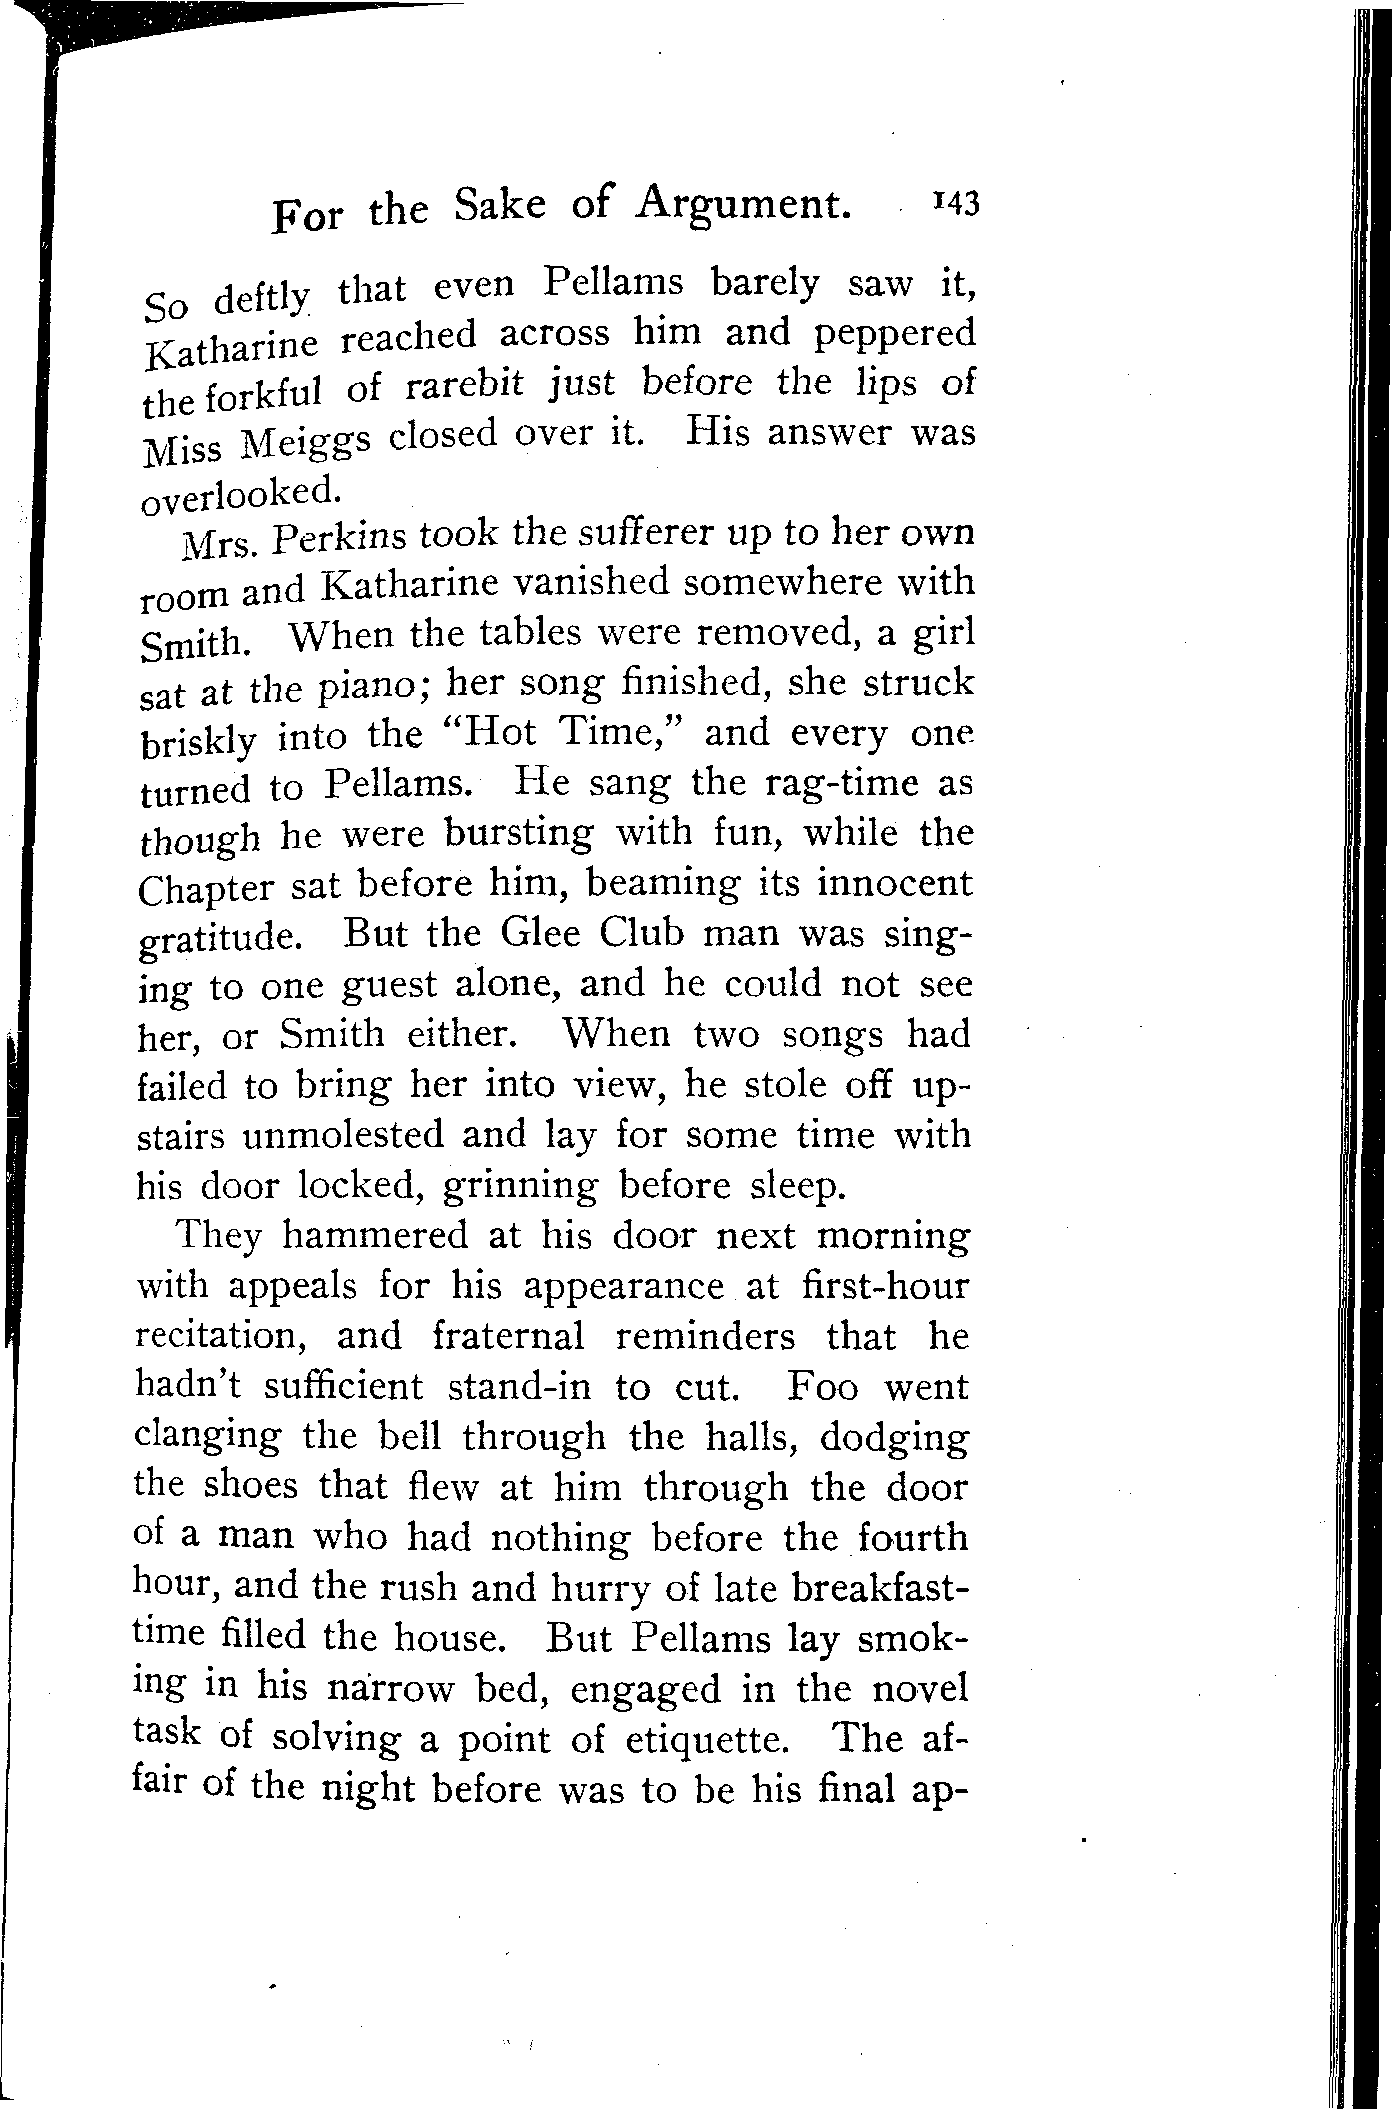 For the Sake of Argument. 143
So deftly that even Pellams barely saw it,
Katharine reached across him and peppered
the forkful of rarebit just before the lips of
Miss Meiggs closed over it. His answer was
overlooked.
Mrs. Perkins took the sufferer up to her own
room and Katharine vanished somewhere with
Smith. When the tables were removed, a girl
sat at the piano; her song finished, she struck
briskly into the "Hot Time," and every one
turned to Pellams. He sang the rag-time as
though he were bursting with fun, while the
Chapter sat before him, beaming its innocent
gratitude. But the Glee Club man was sing-
ing to one guest alone, and he could not see
her, or Smith either. When two songs had
failed to bring her into view, he stole off up-
stairs unmolested and lay for some time with
his door locked, grinning before sleep.
They hammered at his door next morning
with appeals for his appearance at first-hour
recitation, and fraternal reminders that he
hadn't sufficient stand-in to cut. Foo went
clanging the bell through the halls, dodging
the shoes that flew at him through the door
of a man who had nothing before the fourth
hour, and the rush and hurry of late breakfast-
time filled the house. But Pellams lay smok-
ing in his narrow bed, engaged in the novel
task of solving a point of etiquette. The af-
fair of the night before was to be his final ap-